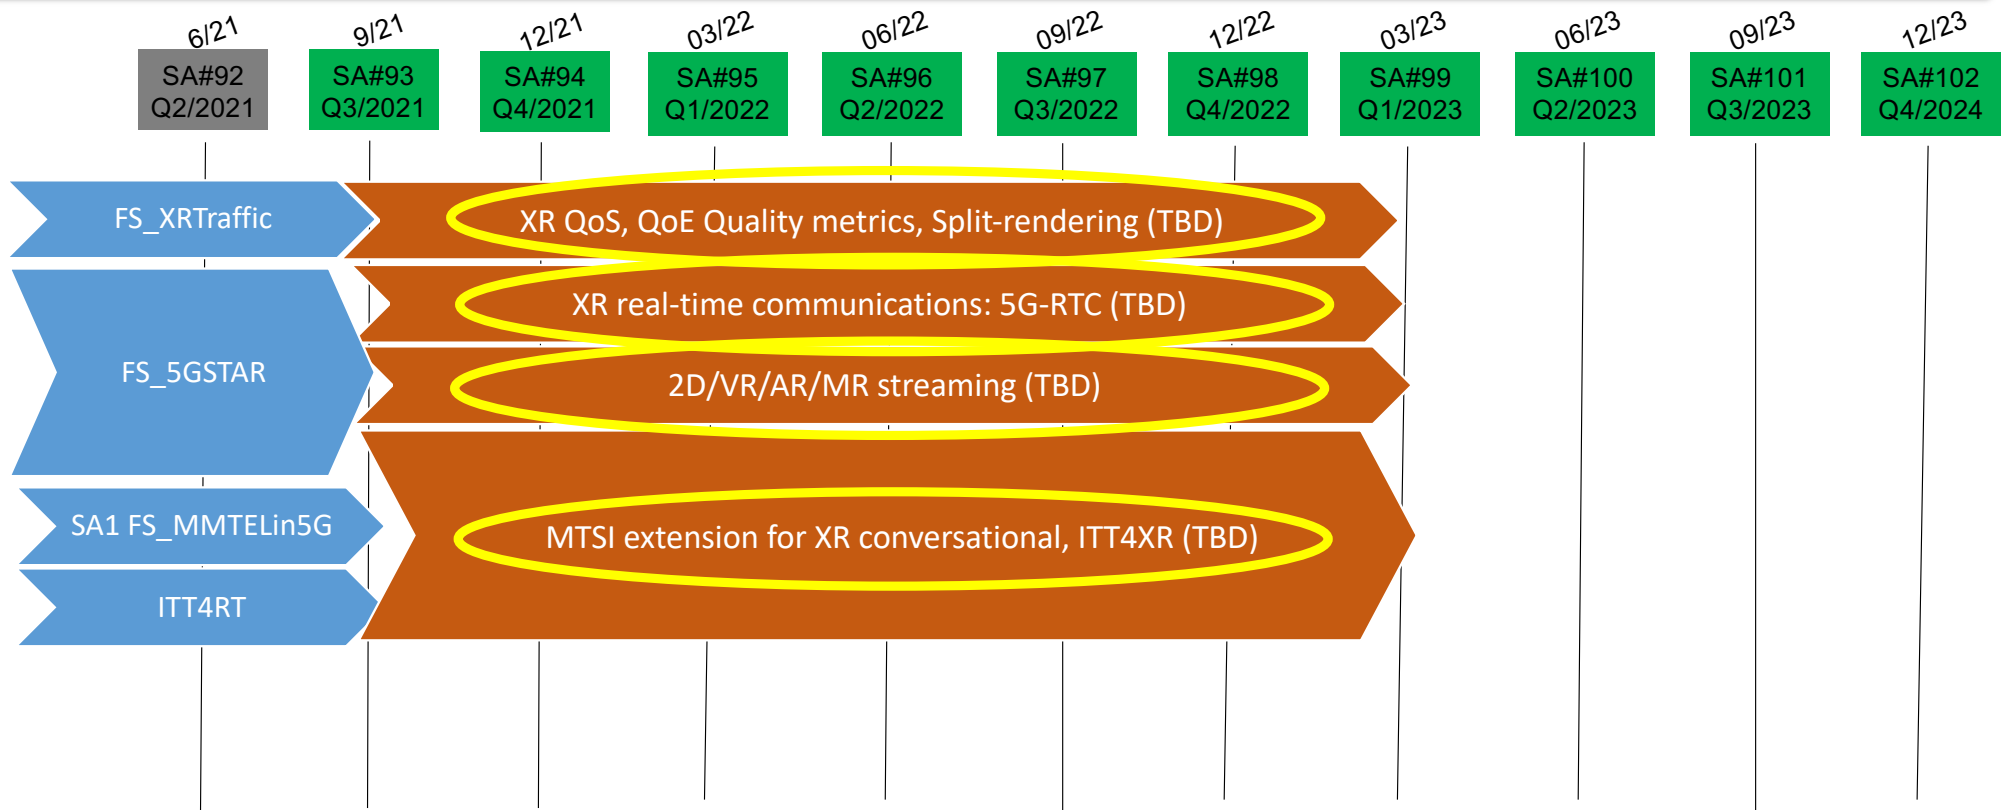 6/21
9/21
12/21
03/22
06/22
09/22
12/22
03/23
06/23
09/23
12/23
SA#92
Q2/2021
SA#93
Q3/2021
SA#94
Q4/2021
SA#95
Q1/2022
SA#96
Q2/2022
SA#97
Q3/2022
SA#98
Q4/2022
SA#99
Q1/2023
SA#100
Q2/2023
SA#101
Q3/2023
SA#102
Q4/2024
FS_XRTraffic
XR QoS, QoE Quality metrics, Split-rendering (TBD)
XR real-time communications: 5G-RTC (TBD)
FS_5GSTAR
2D/VR/AR/MR streaming (TBD)
SA1 FS_MMTELin5G
MTSI extension for XR conversational, ITT4XR (TBD)
ITT4RT